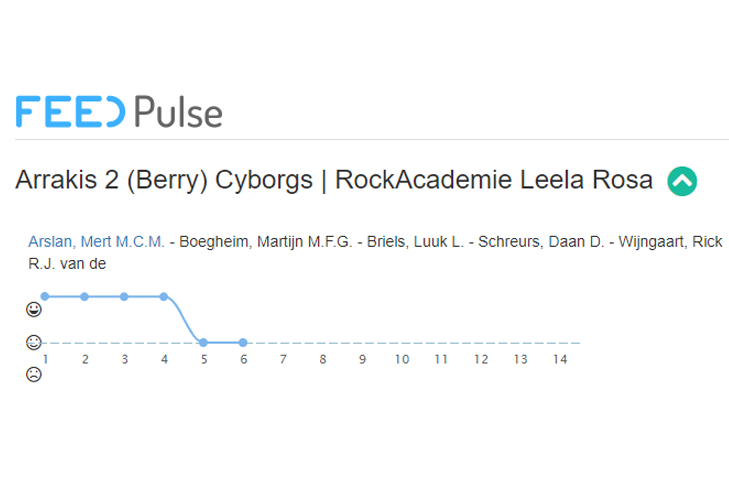 FEED Pulse
Arrakis 2 (Berry) Cyborgs | RockAcademie Leela Rosa
Arslan, Mert M.C.M. - Boegheim, Martijn M.F.G. - Briels, Luuk L. - Schreurs, Daan D. - Wijngaart, Rick
R.J. van de
1 2 3 4 5 6 7 8 9 10 11 12 13 14